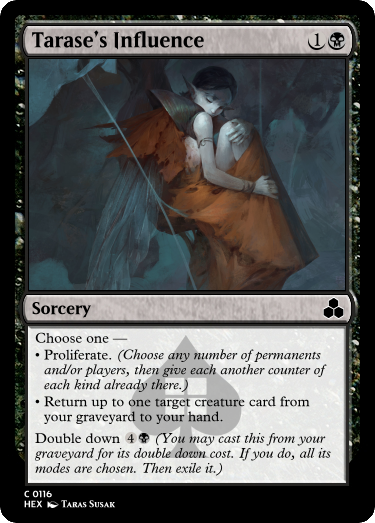 Tarase's Influence 1
Sorcery
Choose one —
• Proliferate. (Choose any number of permanents
and/or players, then give each another counter of
each kind already there.)
• Return up to one target creature card from
your graveyard to your hand.
Double down 4 (You may cast this from your
graveyard for its double down cost. If you do, all its
modes are chosen. Then exile it.)
C 0116
HEX Taras Susak